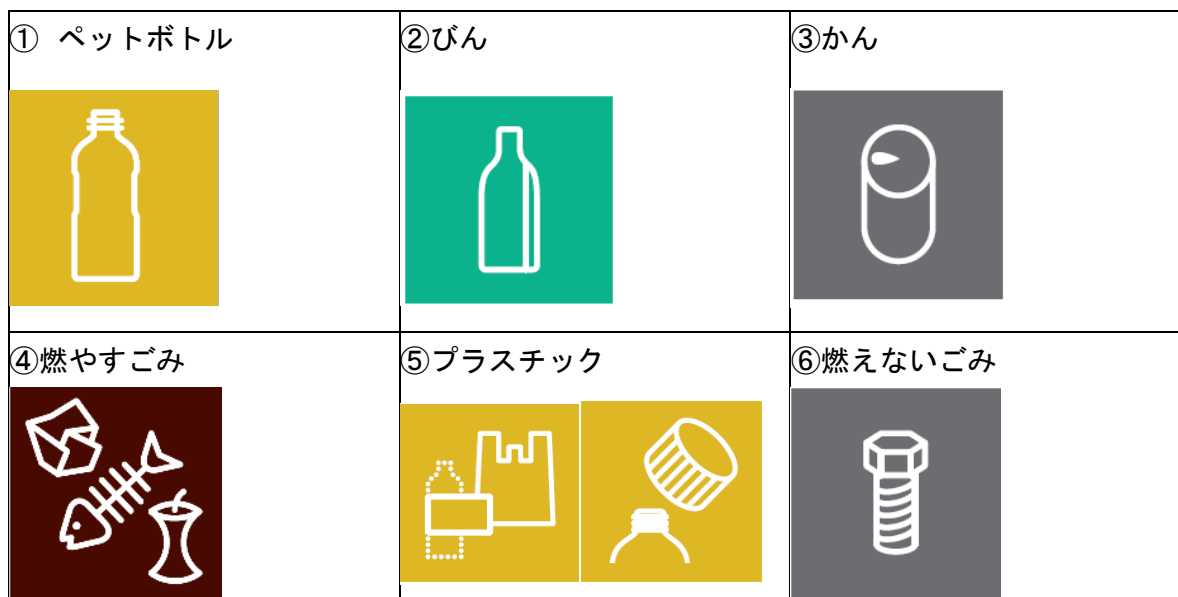 ① ペットボトル
②びん
③かん
④燃やすごみ
⑤プラスチック
⑥燃えないごみ